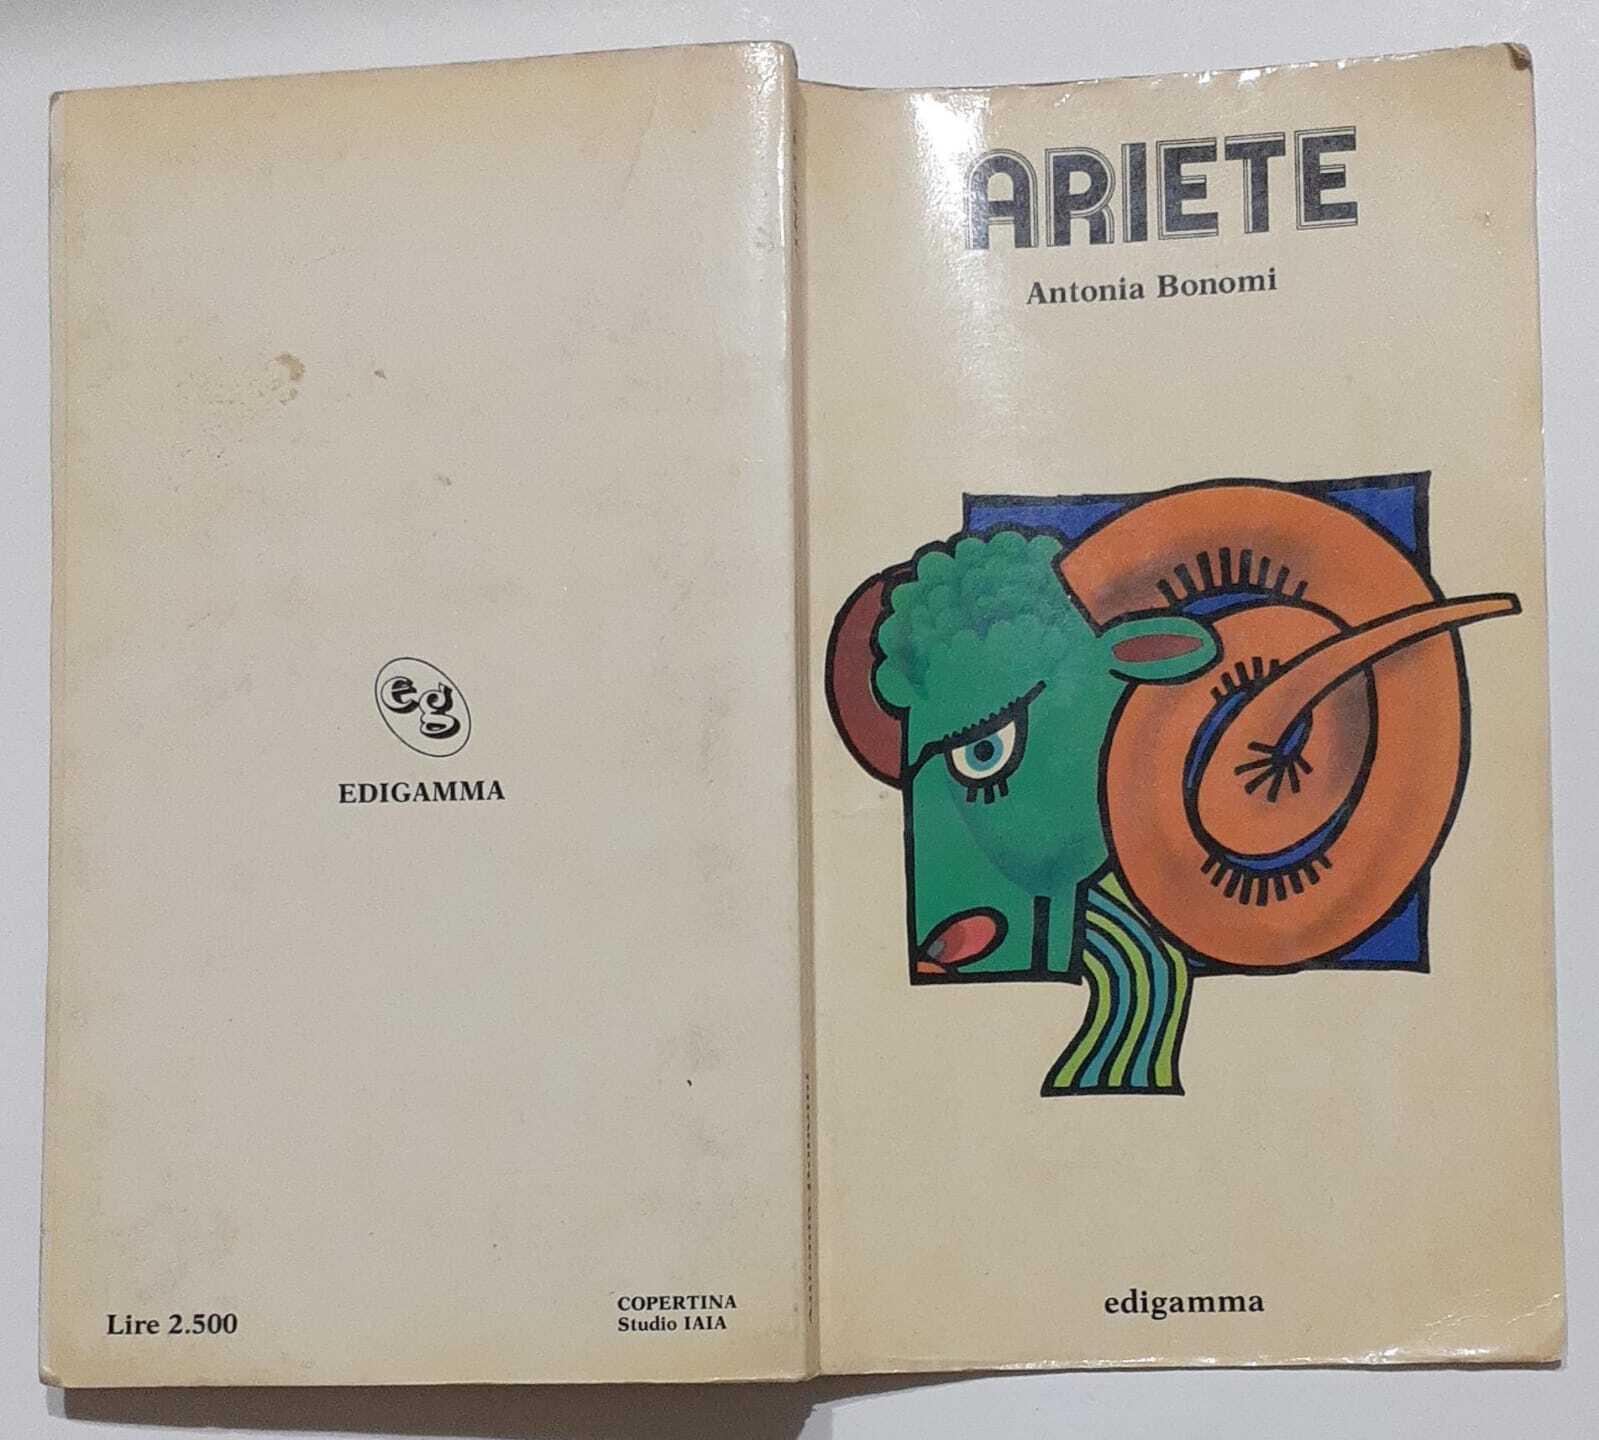 ARIETE
Antonia Bonomi
edigamma
eg
EDIGAMMA
Lire 2.500
COPERTINA
Studio IAIA